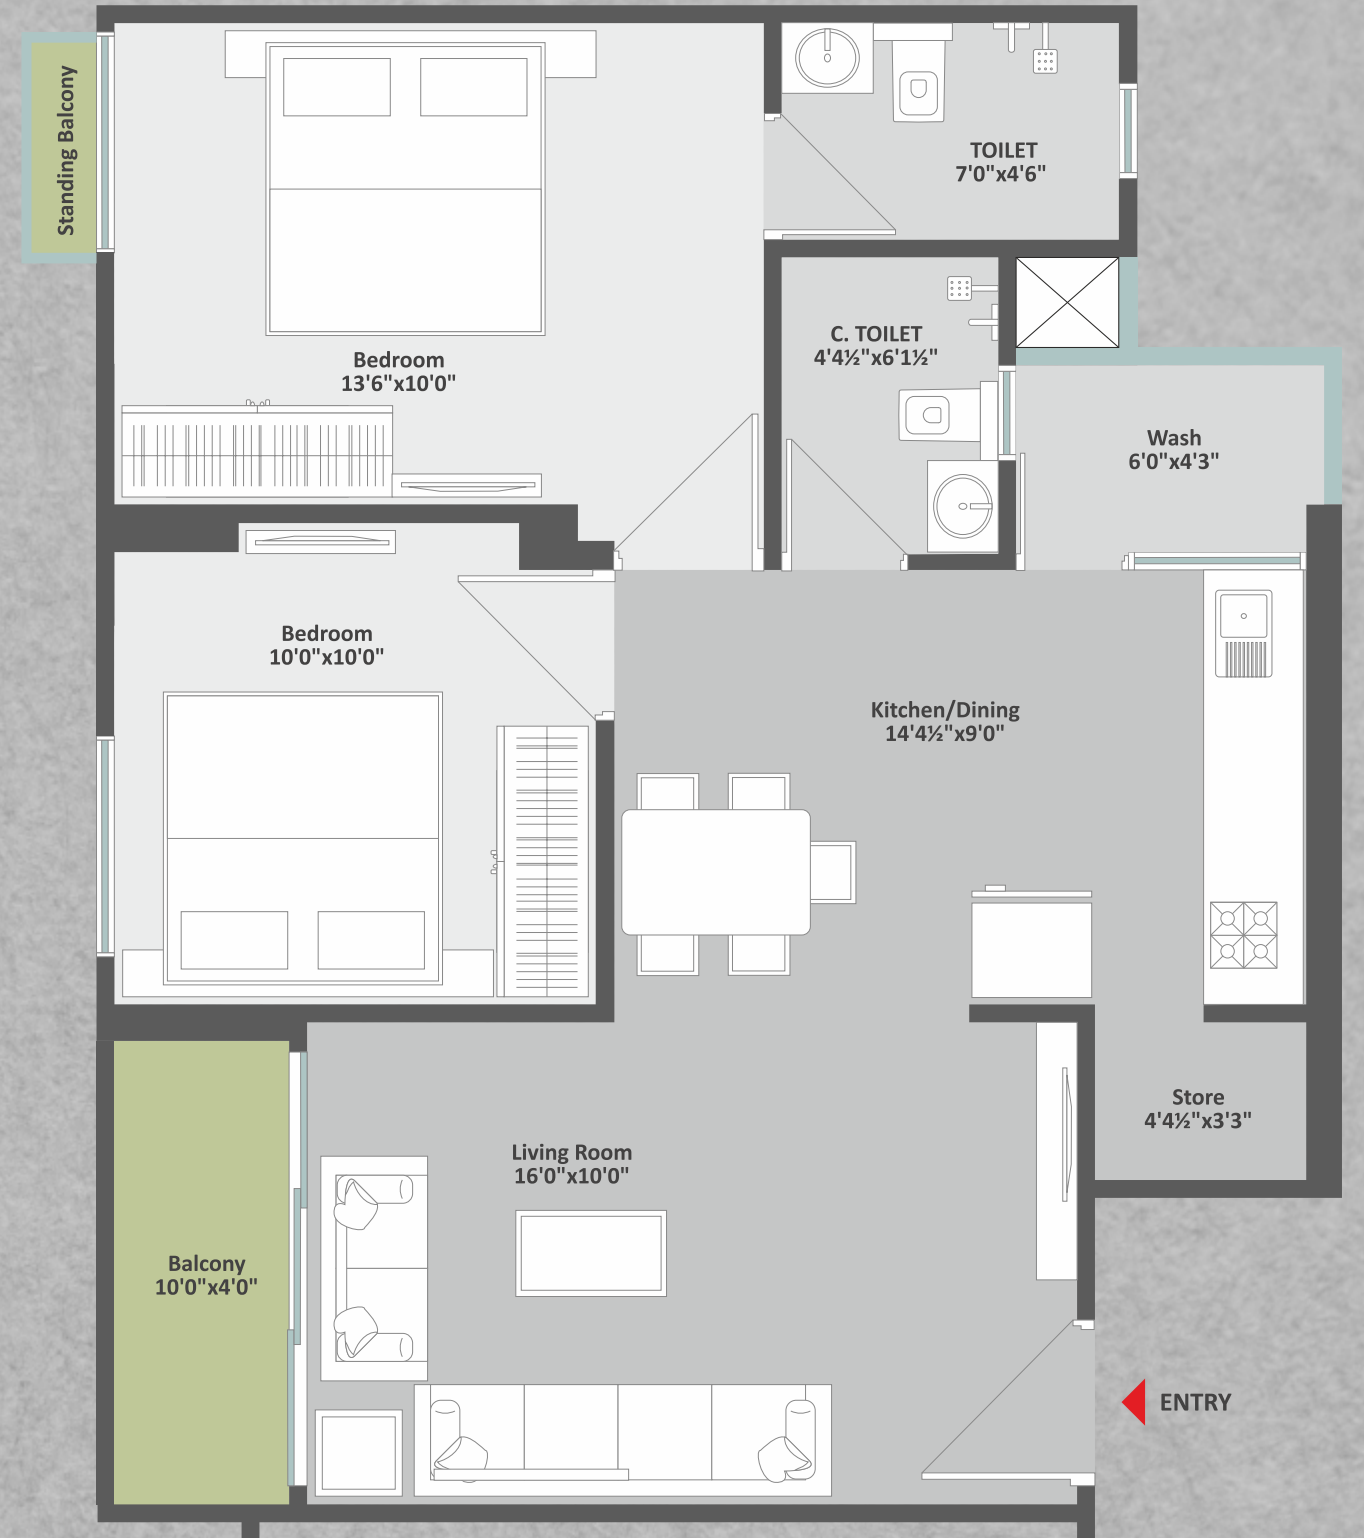 Standing Balcony
TOILET
7'0"x4'6"
C. TOILET
4'4½"x6'1½"
Bedroom
13'6"x10'0"
Wash
6'0"x4'3"
Bedroom
10'0"x10'0"
Kitchen/Dining
14'4½"x9'0"
Store
4'4½"x3'3"
Living Room
16'0"x10'0"
Balcony
10'0"x4'0"
ENTRY